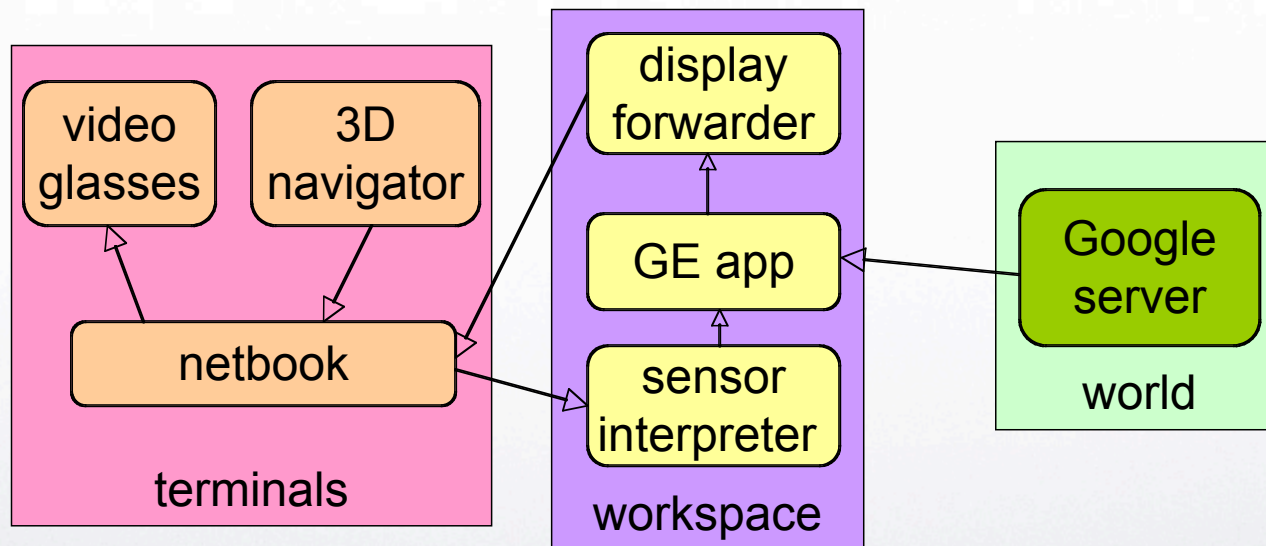 video
glasses
3D
navigator
netbook
terminals
display
forwarder
GE app
sensor
interpreter
workspace
Google
server
world